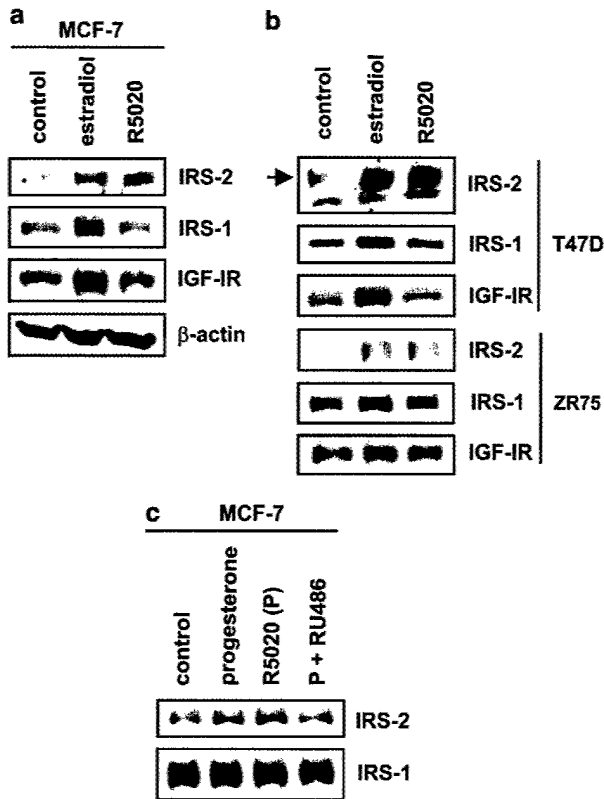 a
MCF-7
control
estradiol
R5020
IRS-2
IRS-1
IGF-IR
β-actin
b
control
estradiol
R5020
IRS-2
IRS-1
IGF-IR
T47D
IRS-2
IRS-1
IGF-IR
ZR75
c
MCF-7
control
progesterone
R5020 (P)
P + RU486
IRS-2
IRS-1